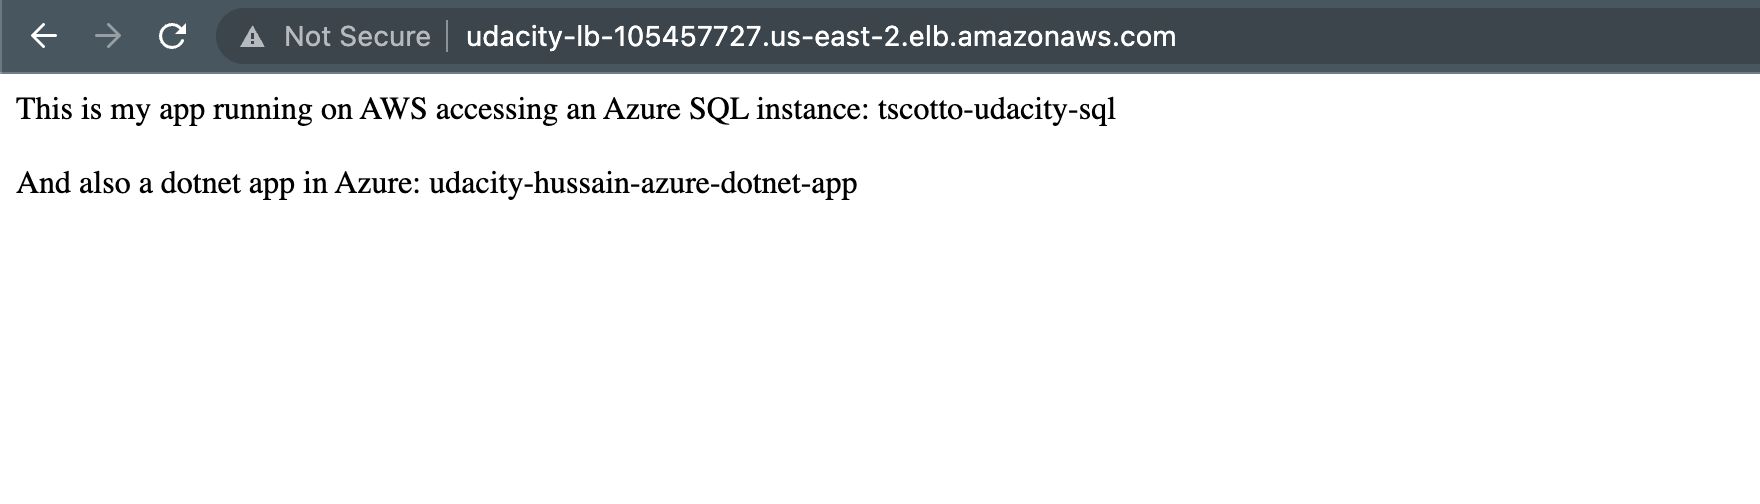 Not Secure udacity-lb-105457727.us-east-2.elb.amazonaws.com
This is my app running on AWS accessing an Azure SQL instance: tscotto-udacity-sql
And also a dotnet app in Azure: udacity-hussain-azure-dotnet-app